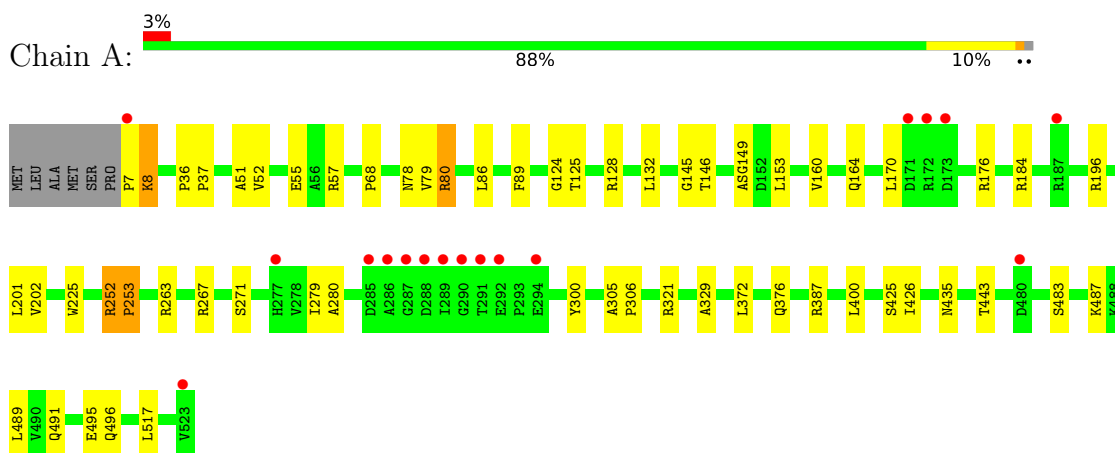 3%
Chain A:
88% 10% ••
MET LEU ALA MET SER PRO P7 K8 P36 P37 A51 V52 E55 A56 R57 P68 N78 V79 R80 L86 F89 G124 T125 R128 L132 G145 T146 ASG149 D152 L153 V160 Q164 L170 D171 R172 D173 R176 R184 R187 R196
L201 V202 W225 R252 P253 R263 R267 S271 H277 V278 I279 A280 D285 A286 G287 D288 I289 G290 T291 E292 P293 E294 Y300 A305 P306 R321 A329 L372 Q376 R387 L400 S425 I426 N435 T443 D480 S483 K487 K488
L489 V490 Q491 E495 Q496 L517 V523